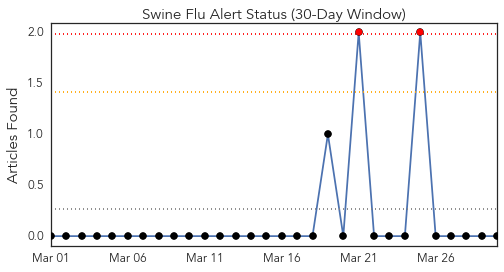 Swine Flu Alert Status (30-Day Window)
Articles Found
2.0
1.5
1.0
0.5
0.0
Mar 01 Mar 06 Mar 11 Mar 16 Mar 21 Mar 26